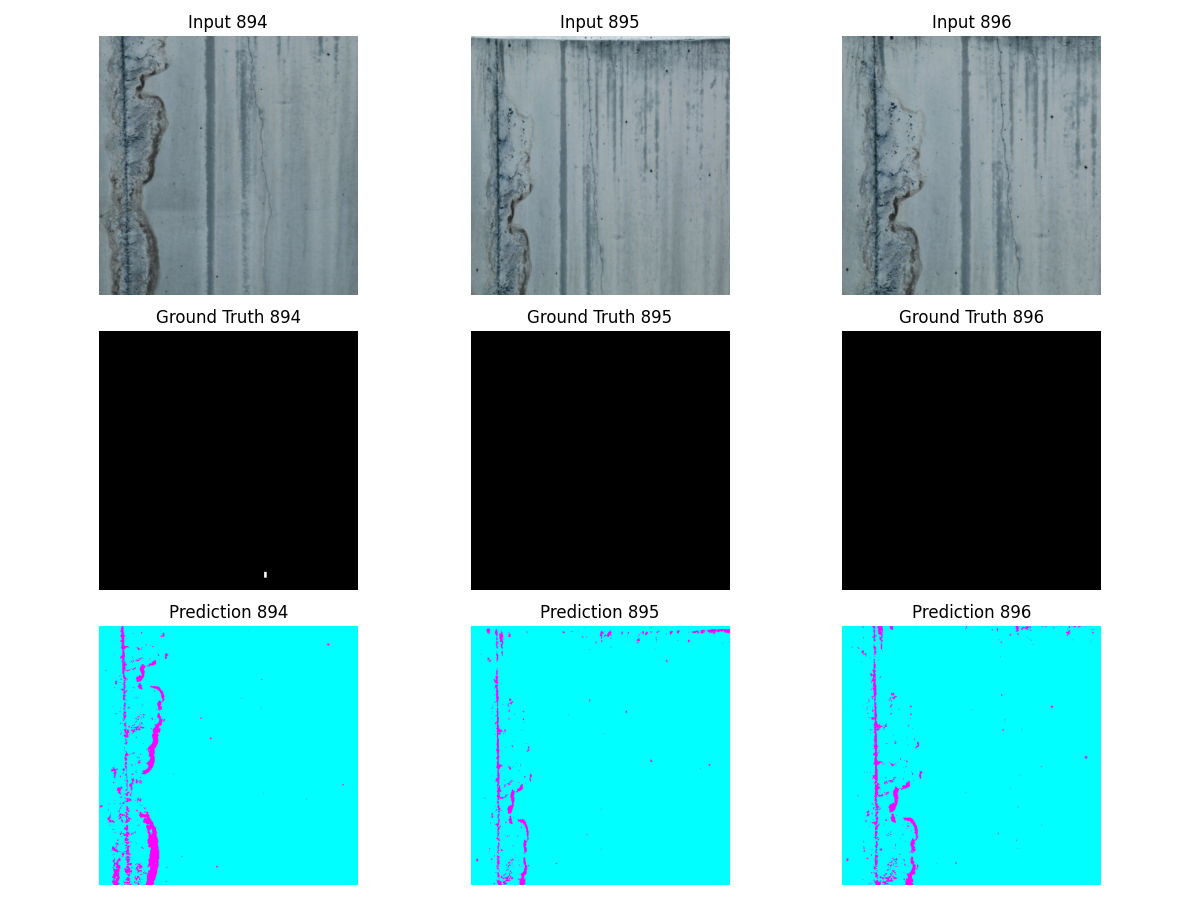 Input 894
Input 895
Input 896
Ground Truth 894
Ground Truth 895
Ground Truth 896
Prediction 894
Prediction 895
Prediction 896